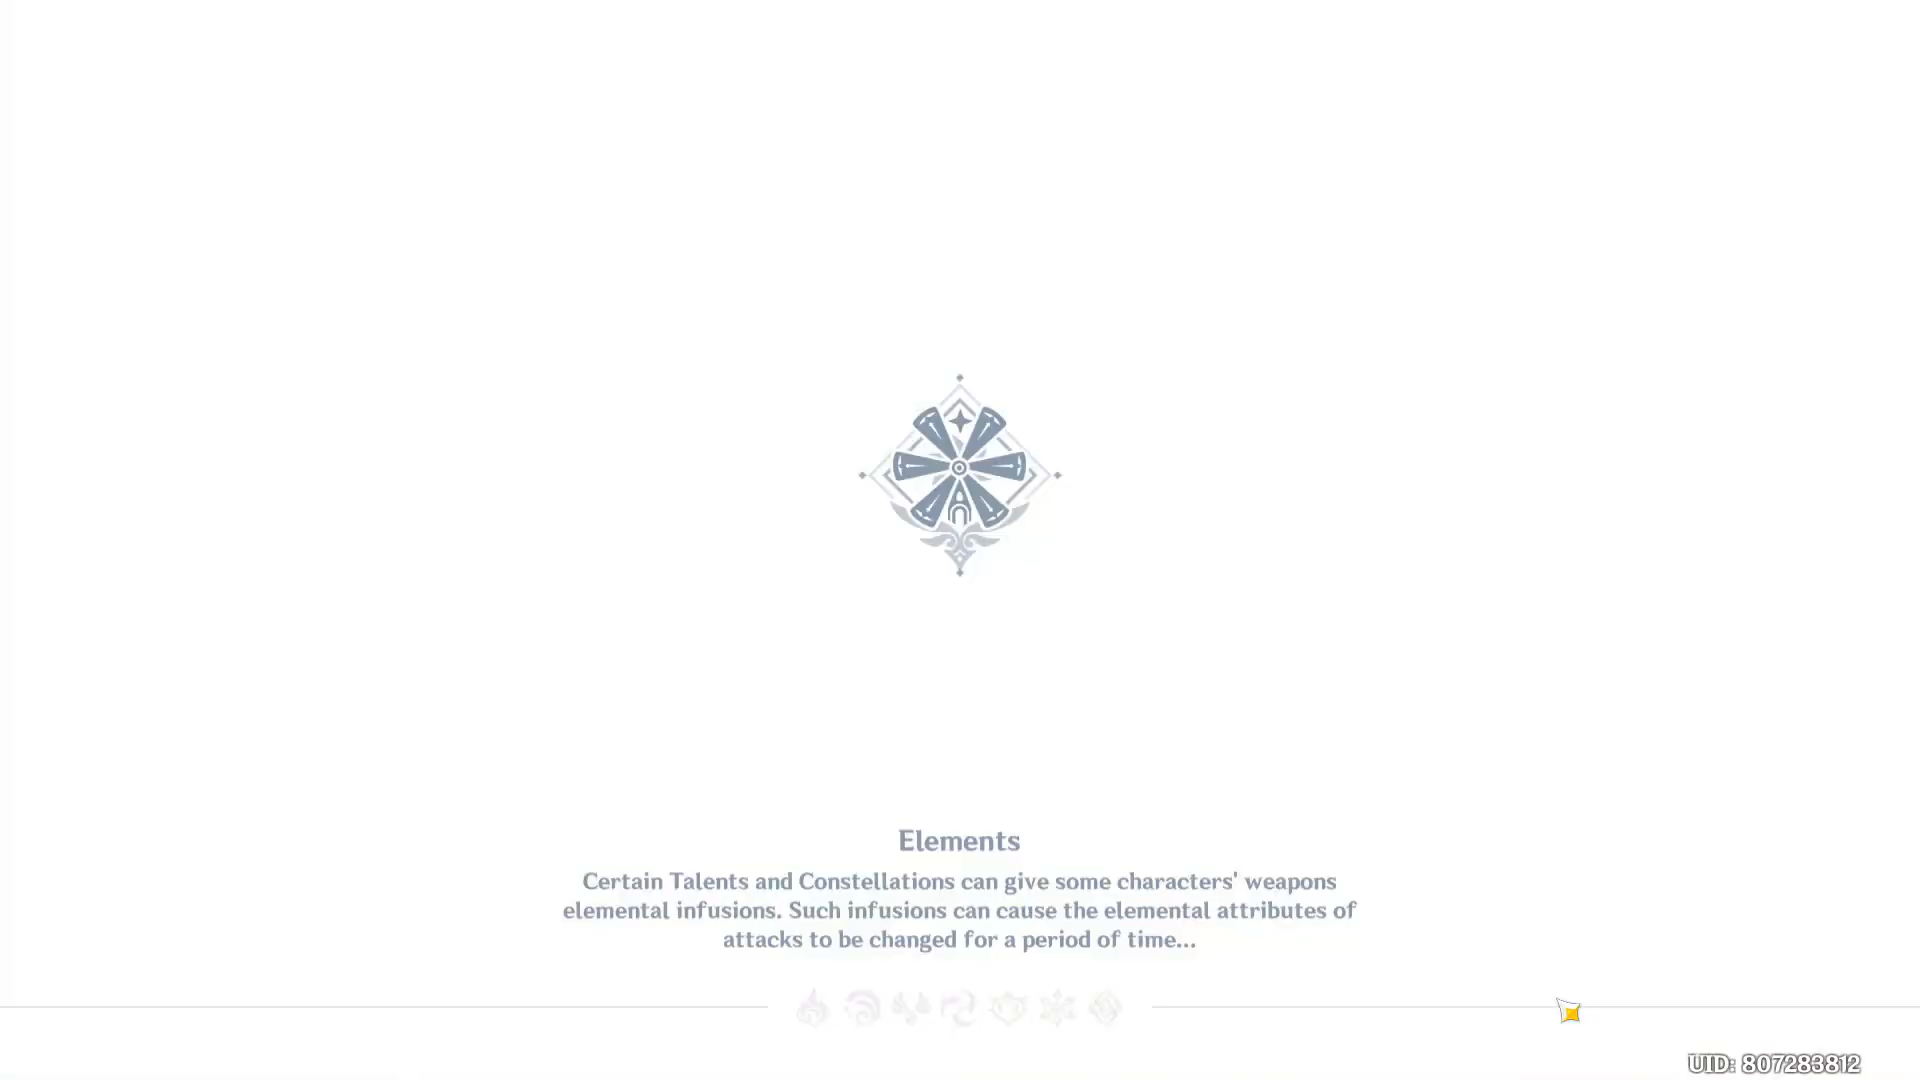 Elements
Certain Talents and Constellations can give some characters' weapons
elemental infusions. Such infusions can cause the elemental attributes of
attacks to be changed for a period of time...
UID: 807283812